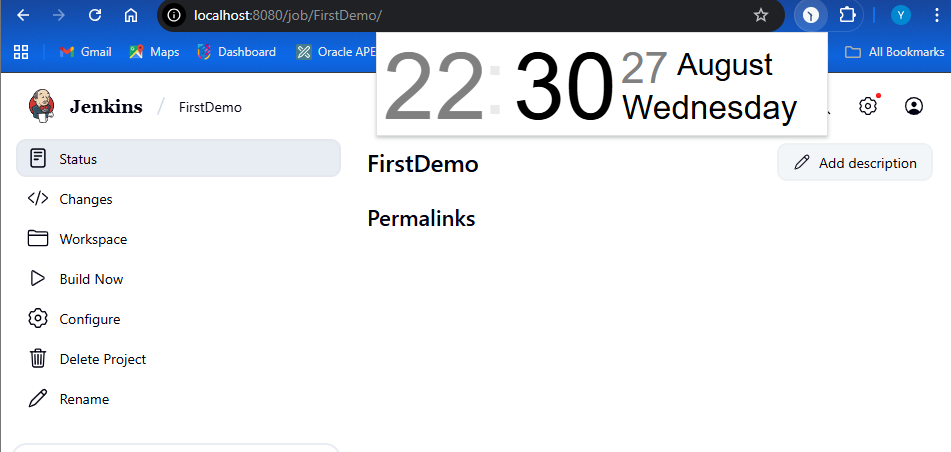 localhost:8080/job/FirstDemo/
Y
Gmail Maps Dashboard Oracle APE All Bookmarks
22:30 27 August
Wednesday
Jenkins / FirstDemo
Status
Changes
Workspace
Build Now
Configure
Delete Project
Rename
FirstDemo
Add description
Permalinks